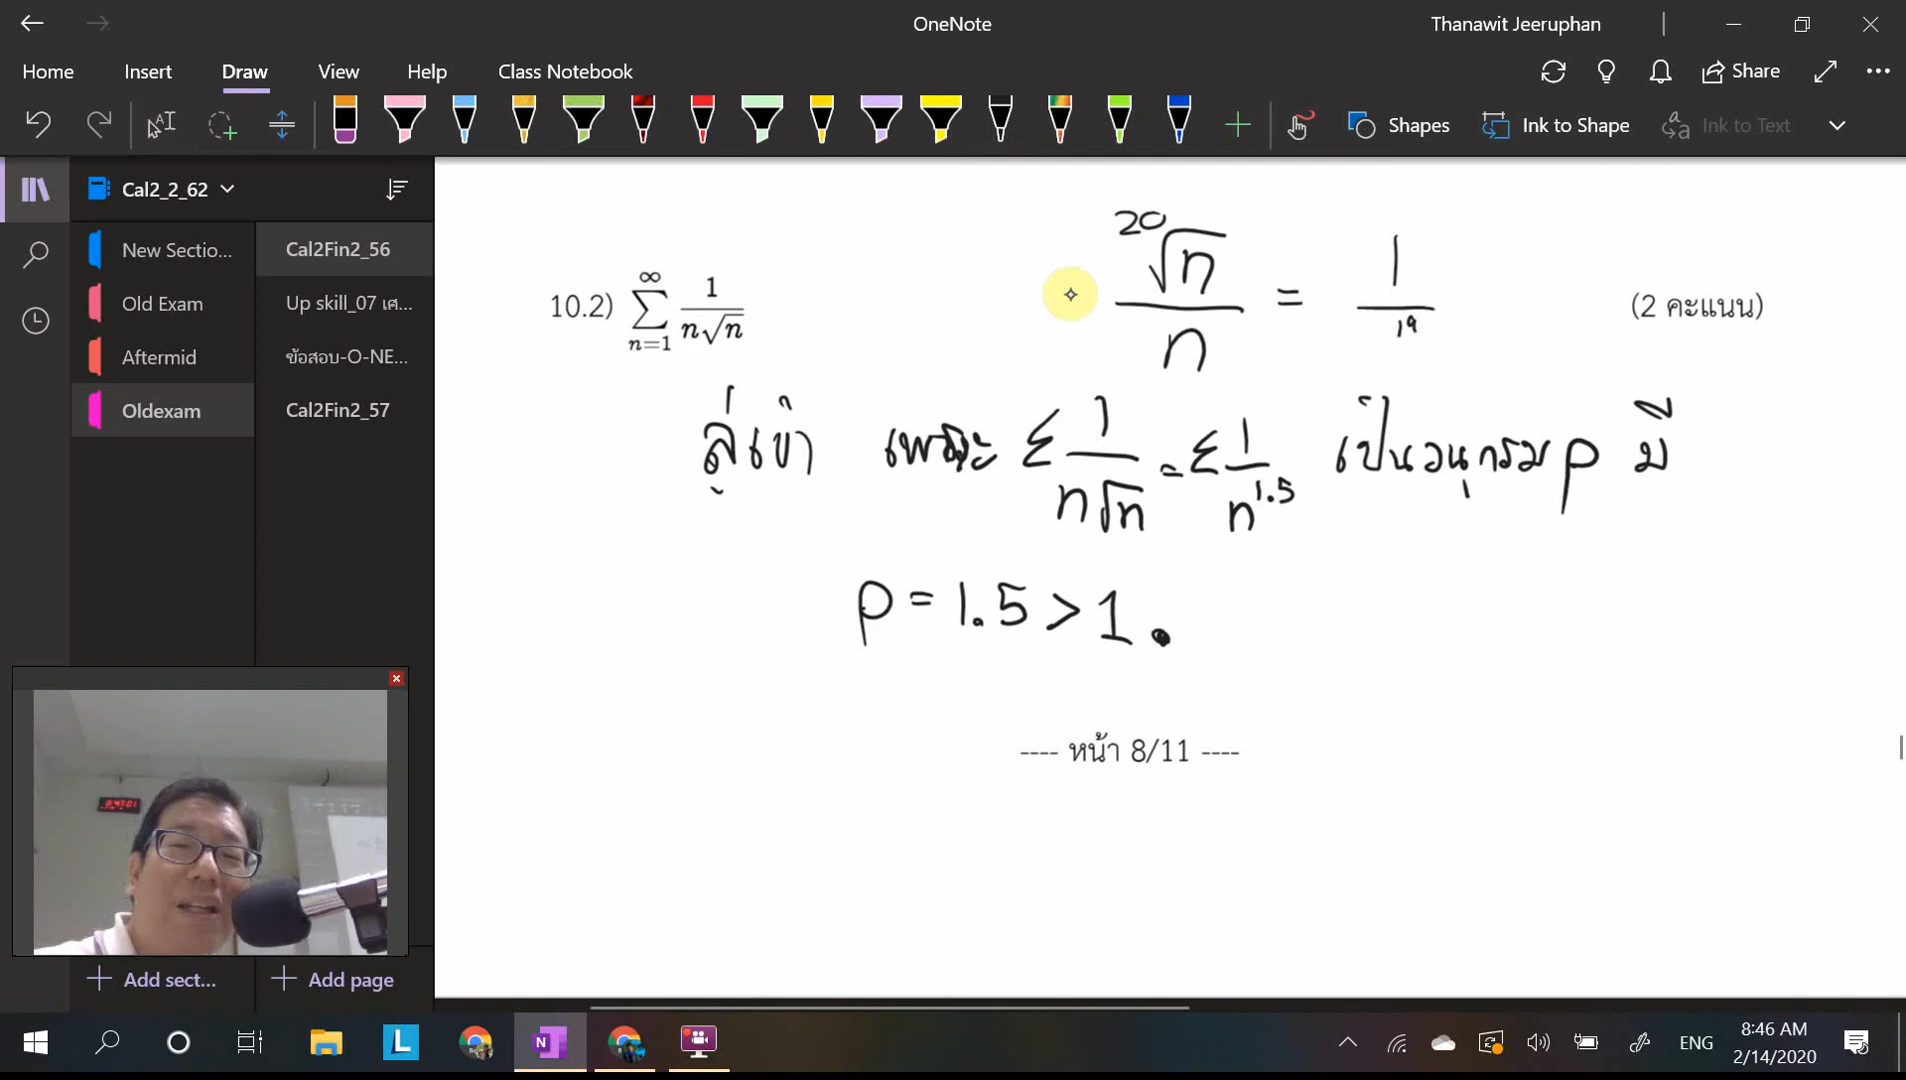 OneNote
Thanawit Jeeruphan
Home Insert Draw View Help Class Notebook
Share
Shapes Ink to Shape Ink to Text
Cal2_2_62
New Sectio...
Old Exam
Aftermid
Oldexam
Cal2Fin2_56
Up skill_07 เศ...
ข้อสอบ-O-NE...
Cal2Fin2_57
20√n / n = 1 / 19
10.2) ∑ n=1 ∞ 1 / n√n
(2 คะแนน)
ลู่เข้า เพราะ Σ 1 / n√n = Σ 1 / n^1.5 เป็นอนุกรม p มี
p = 1.5 > 1.
---- หน้า 8/11 ----
Add sect...
Add page
ENG
8:46 AM
2/14/2020